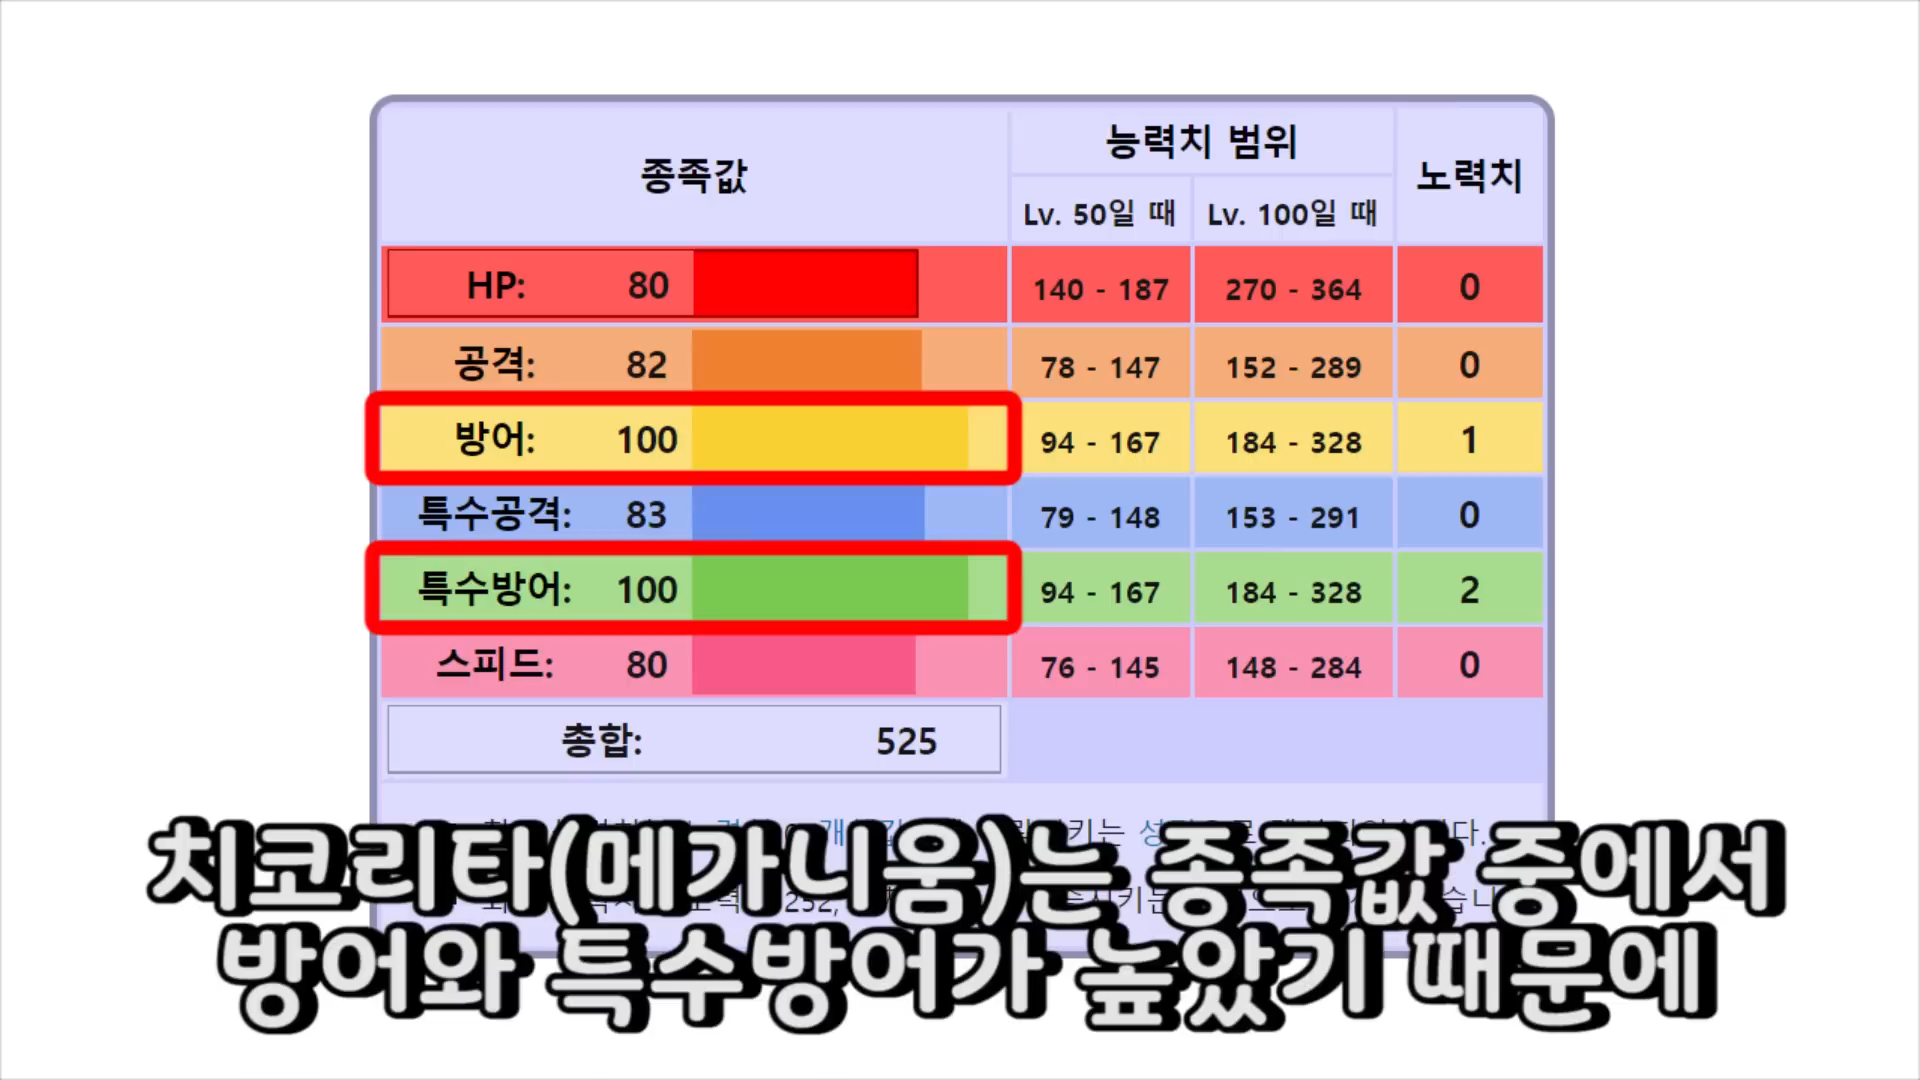 종족값
능력치 범위
노력치
Lv. 50일 때
Lv. 100일 때
HP: 80 140 - 187 270 - 364 0
공격: 82 78 - 147 152 - 289 0
방어: 100 94 - 167 184 - 328 1
특수공격: 83 79 - 148 153 - 291 0
특수방어: 100 94 - 167 184 - 328 2
스피드: 80 76 - 145 148 - 284 0
총합: 525
치코리타(메가니움)는 종족값 중에서
방어와 특수방어가 높았기 때문에